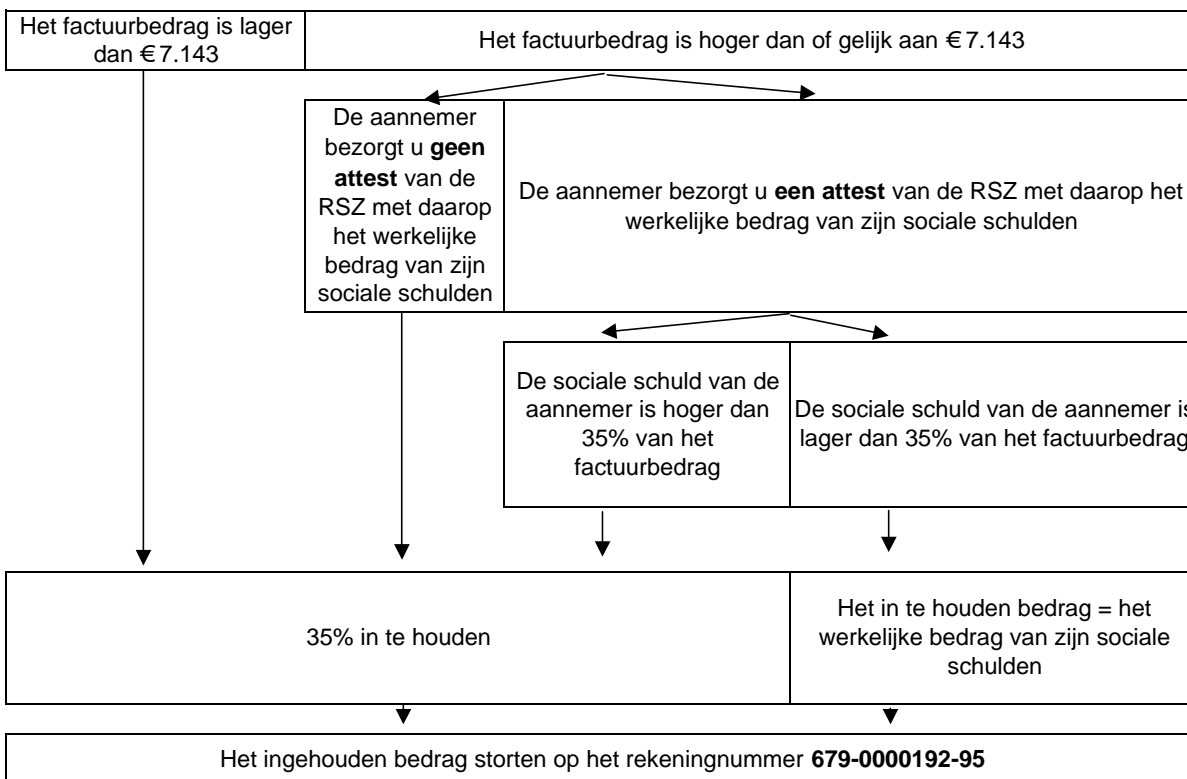 Het factuurbedrag is lager
dan €7.143
Het factuurbedrag is hoger dan of gelijk aan €7.143
De aannemer
bezorgt u geen
attest van de
RSZ met daarop
het werkelijke
bedrag van zijn
sociale schulden
De aannemer bezorgt u een attest van de RSZ met daarop het
werkelijke bedrag van zijn sociale schulden
De sociale schuld van de
aannemer is hoger dan
35% van het
factuurbedrag
De sociale schuld van de aannemer is
lager dan 35% van het factuurbedrag
35% in te houden
Het in te houden bedrag = het
werkelijke bedrag van zijn sociale
schulden
Het ingehouden bedrag storten op het rekeningnummer 679-0000192-95